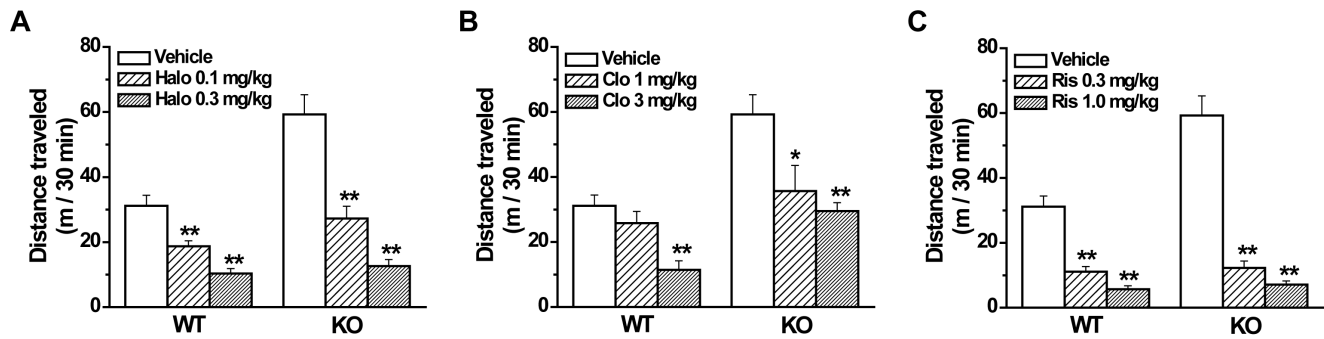 A
Distance traveled
(m / 30 min)
80
60
40
20
0
Vehicle
Halo 0.1 mg/kg
Halo 0.3 mg/kg
**
**
**
**
WT
KO
B
Distance traveled
(m / 30 min)
80
60
40
20
0
Vehicle
Clo 1 mg/kg
Clo 3 mg/kg
**
*
**
WT
KO
C
Distance traveled
(m / 30 min)
80
60
40
20
0
Vehicle
Ris 0.3 mg/kg
Ris 1.0 mg/kg
**
**
**
**
WT
KO